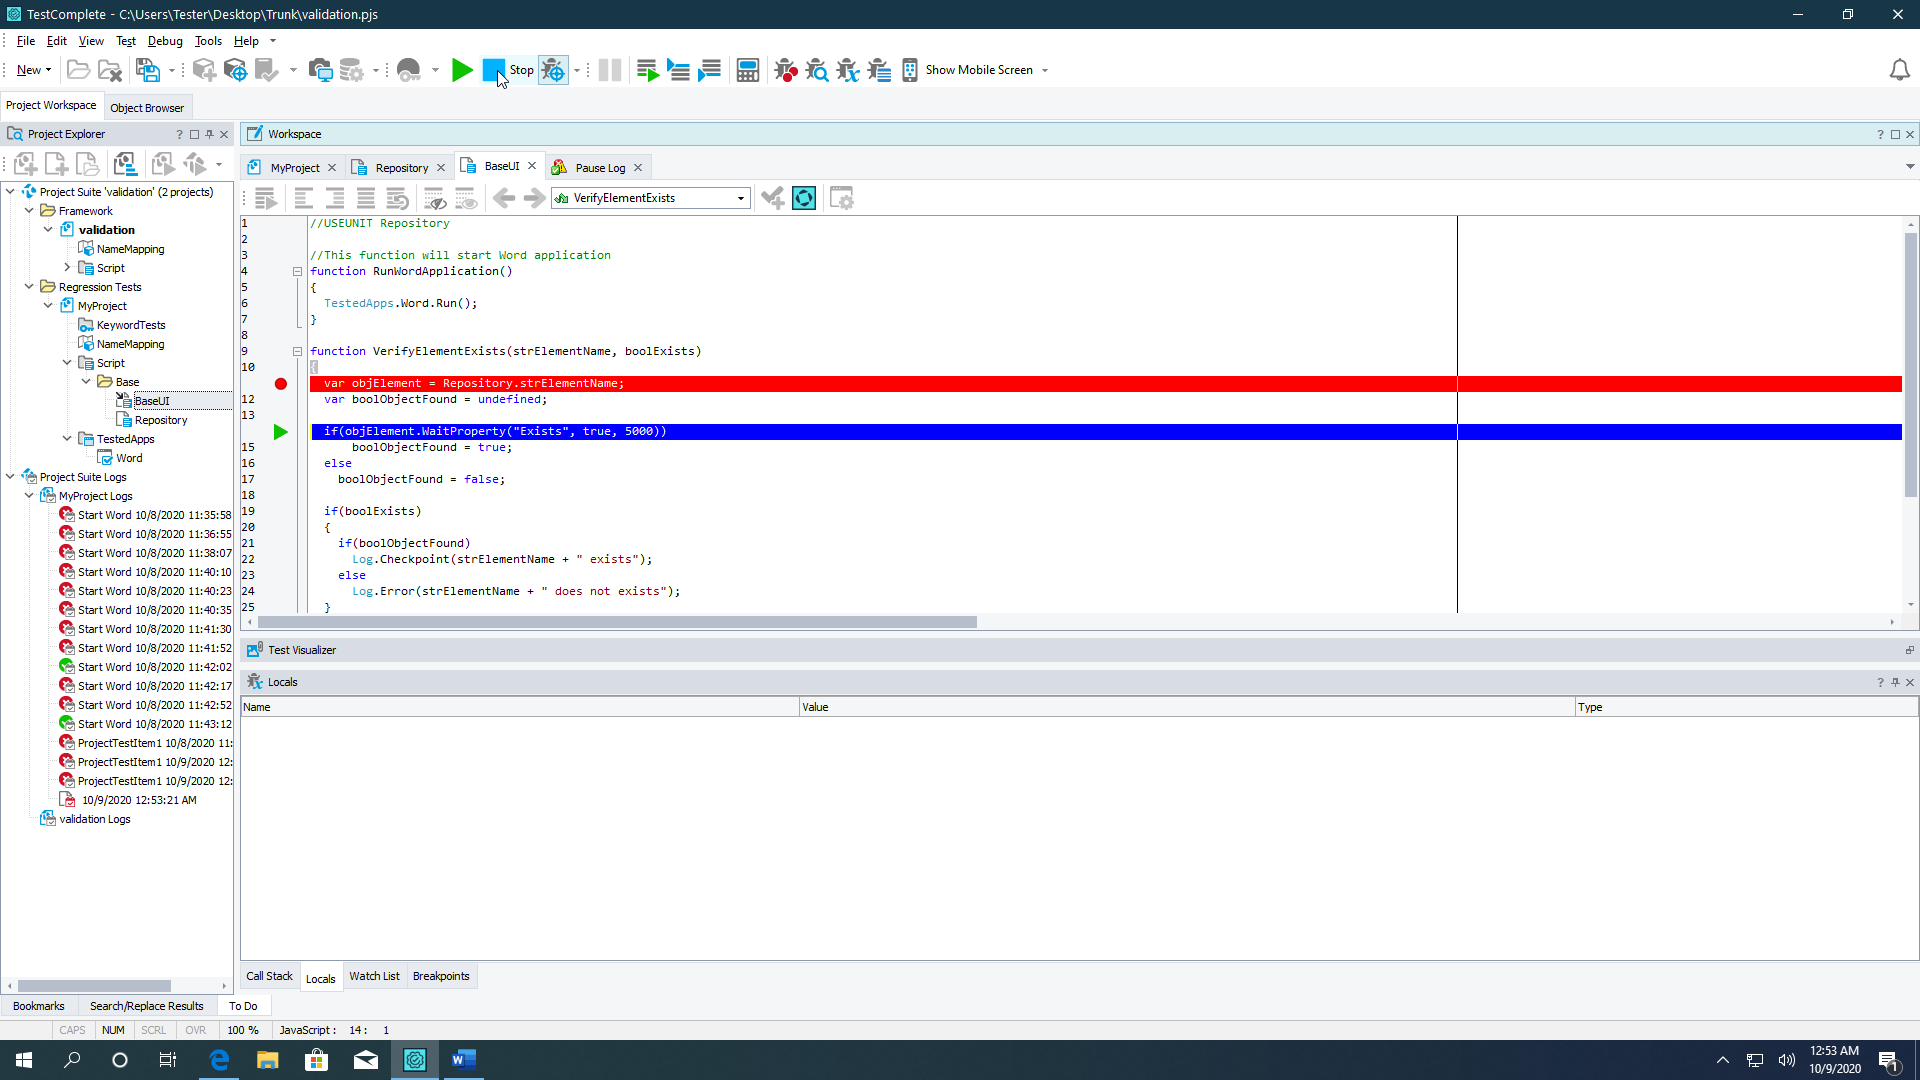 TestComplete - C:\Users\Tester\Desktop\Trunk\validation.pjs
File Edit View Test Debug Tools Help
New Stop Show Mobile Screen
Project Workspace Object Browser
Project Explorer
Workspace
MyProject Repository BaseUI Pause Log
VerifyElementExists
Project Suite 'validation' (2 projects)
Framework
validation
NameMapping
Script
Regression Tests
MyProject
KeywordTests
NameMapping
Script
Base
BaseUI
Repository
TestedApps
Word
Project Suite Logs
MyProject Logs
Start Word 10/8/2020 11:35:58
Start Word 10/8/2020 11:36:55
Start Word 10/8/2020 11:38:07
Start Word 10/8/2020 11:40:10
Start Word 10/8/2020 11:40:23
Start Word 10/8/2020 11:40:35
Start Word 10/8/2020 11:41:30
Start Word 10/8/2020 11:41:52
Start Word 10/8/2020 11:42:02
Start Word 10/8/2020 11:42:17
Start Word 10/8/2020 11:42:52
Start Word 10/8/2020 11:43:12
ProjectTestItem1 10/8/2020 11:
ProjectTestItem1 10/9/2020 12:
ProjectTestItem1 10/9/2020 12:
10/9/2020 12:53:21 AM
validation Logs
1 //USEUNIT Repository
2
3 //This function will start Word application
4 function RunWordApplication()
5 {
6 TestedApps.Word.Run();
7 }
8
9 function VerifyElementExists(strElementName, boolExists)
10 {
var objElement = Repository.strElementName;
12 var boolObjectFound = undefined;
13
if(objElement.WaitProperty("Exists", true, 5000))
15 boolObjectFound = true;
16 else
17 boolObjectFound = false;
18
19 if(boolExists)
20 {
21 if(boolObjectFound)
22 Log.Checkpoint(strElementName + " exists");
23 else
24 Log.Error(strElementName + " does not exists");
25 }
Test Visualizer
Locals
Name Value Type
Call Stack Locals Watch List Breakpoints
Bookmarks Search/Replace Results To Do
CAPS NUM SCRL OVR 100 % JavaScript : 14 : 1
12:53 AM
10/9/2020
1